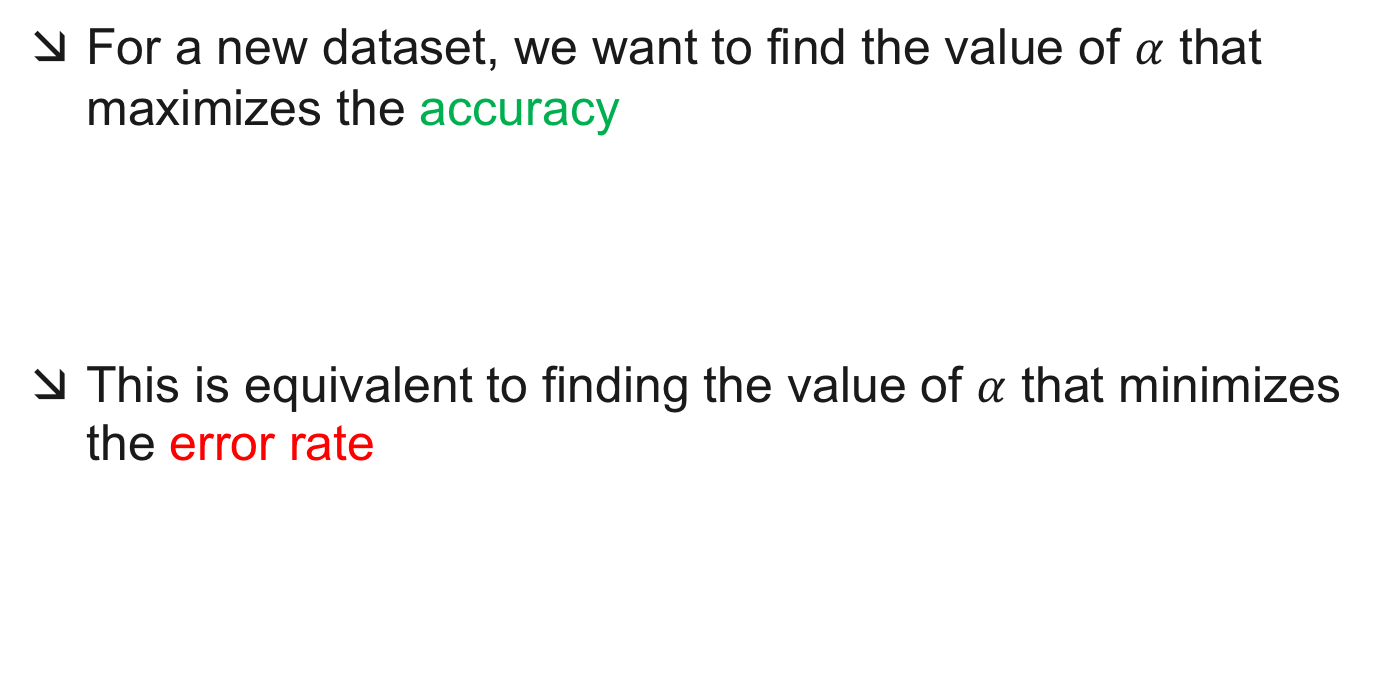 ↘ For a new dataset, we want to find the value of 𝛼 that
maximizes the accuracy
↘ This is equivalent to finding the value of 𝛼 that minimizes
the error rate